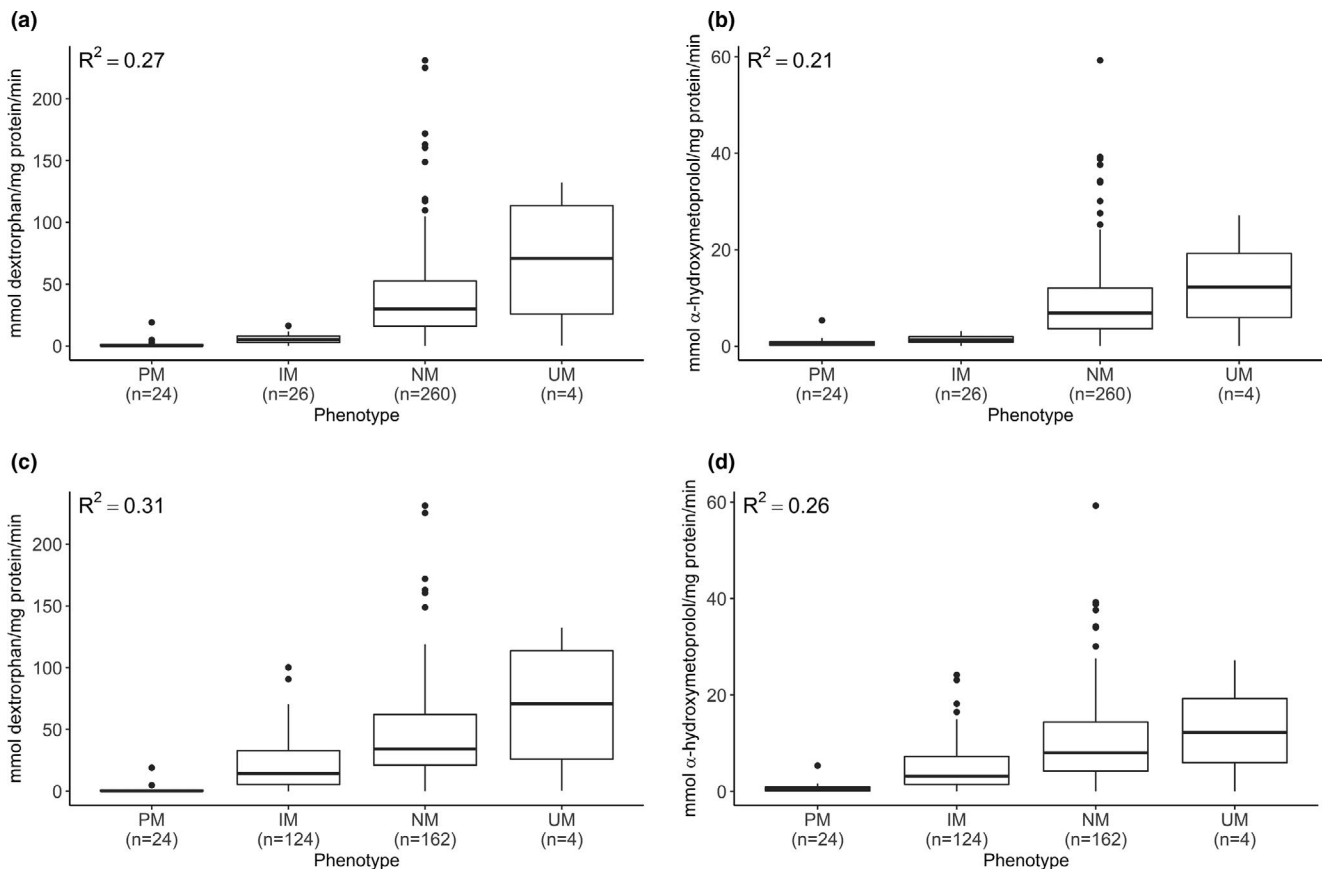 (a)
R² = 0.27
mmol dextrorphan/mg protein/min
200
150
100
50
0
PM
(n=24)
IM
(n=26)
NM
(n=260)
UM
(n=4)
Phenotype
(b)
R² = 0.21
mmol α-hydroxymetoprolol/mg protein/min
60
40
20
0
PM
(n=24)
IM
(n=26)
NM
(n=260)
UM
(n=4)
Phenotype
(c)
R² = 0.31
mmol dextrorphan/mg protein/min
200
150
100
50
0
PM
(n=24)
IM
(n=124)
NM
(n=162)
UM
(n=4)
Phenotype
(d)
R² = 0.26
mmol α-hydroxymetoprolol/mg protein/min
60
40
20
0
PM
(n=24)
IM
(n=124)
NM
(n=162)
UM
(n=4)
Phenotype